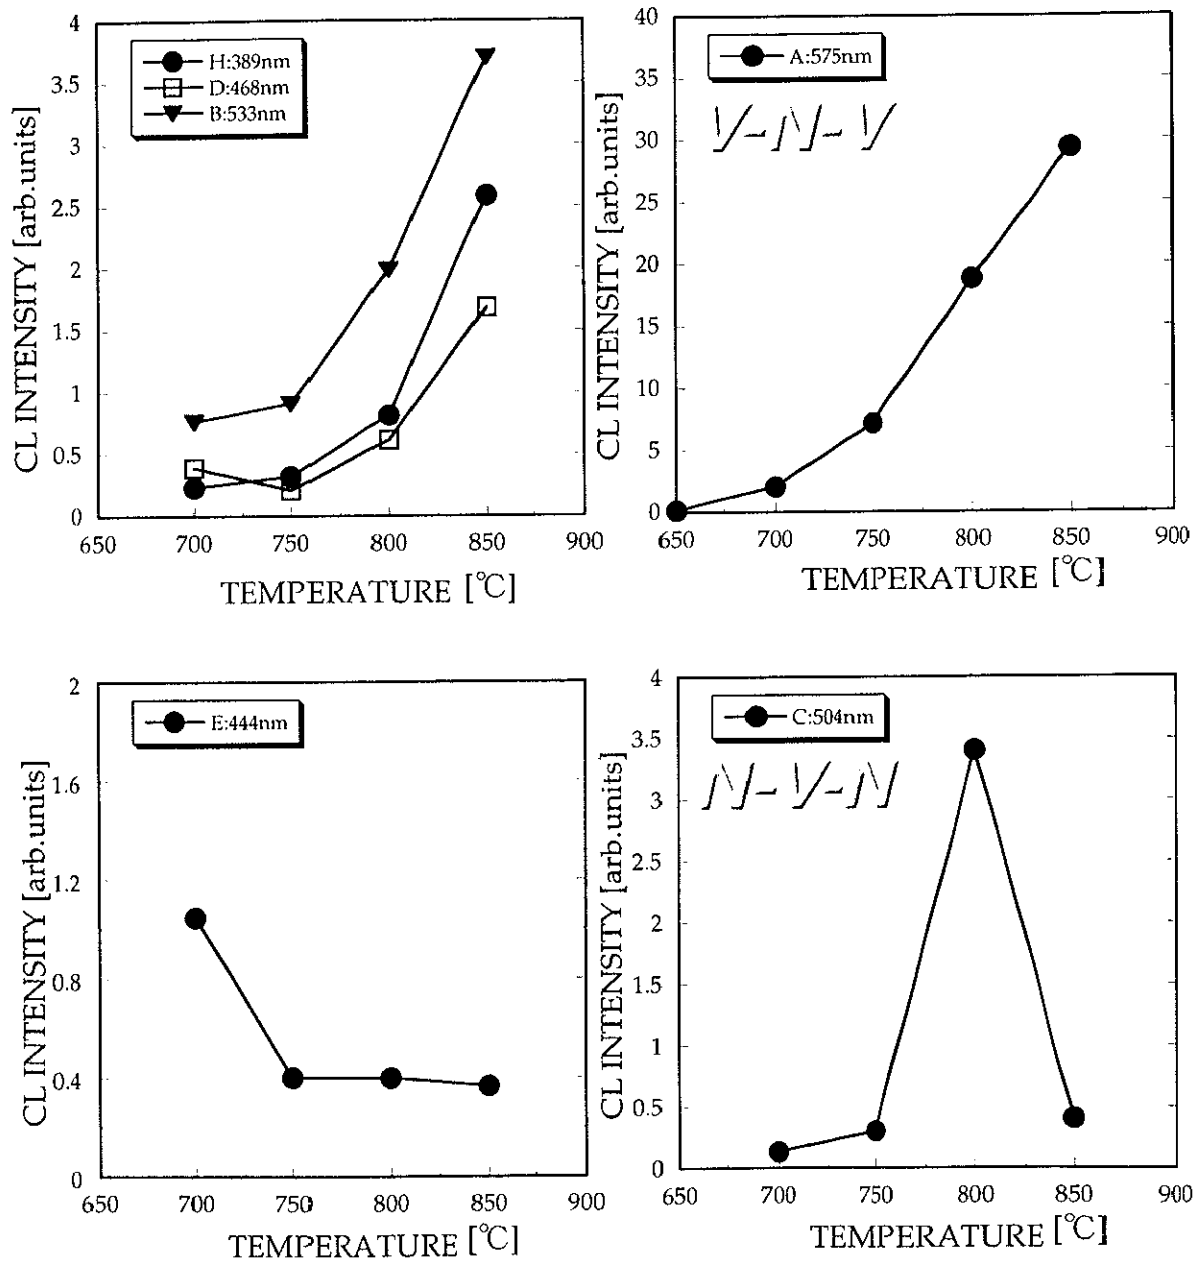 4
3.5
3
2.5
2
1.5
1
0.5
0
CL INTENSITY [arb.units]
H:389nm
D:468nm
B:533nm
650 700 750 800 850 900
TEMPERATURE [℃]
40
35
30
25
20
15
10
5
0
CL INTENSITY [arb.units]
A:575nm
V-N-V
650 700 750 800 850 900
TEMPERATURE [℃]
2
1.6
1.2
0.8
0.4
0
CL INTENSITY [arb.units]
E:444nm
650 700 750 800 850 900
TEMPERATURE [℃]
4
3.5
3
2.5
2
1.5
1
0.5
0
CL INTENSITY [arb.units]
C:504nm
N-V-N
650 700 750 800 850 900
TEMPERATURE [℃]